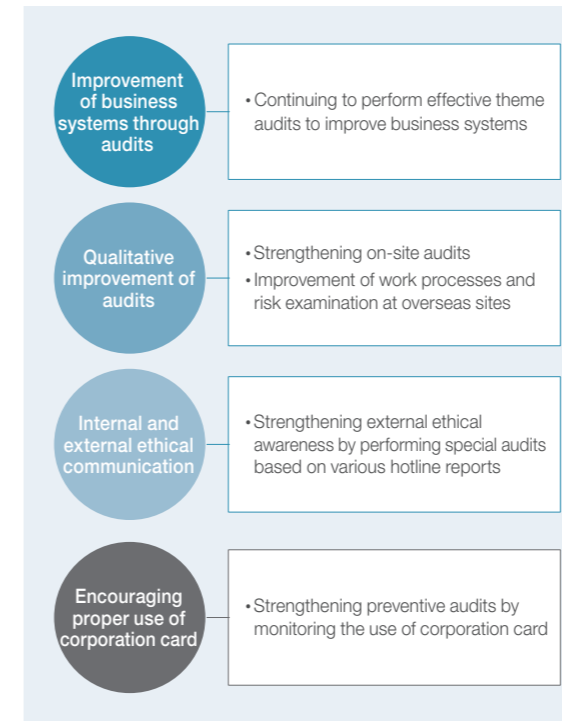 Improvement
of business
systems through
audits
• Continuing to perform effective theme
audits to improve business systems
Qualitative
improvement of
audits
• Strengthening on-site audits
• Improvement of work processes and
risk examination at overseas sites
Internal and
external ethical
communication
• Strengthening external ethical
awareness by performing special audits
based on various hotline reports
Encouraging
proper use of
corporation card
• Strengthening preventive audits by
monitoring the use of corporation card